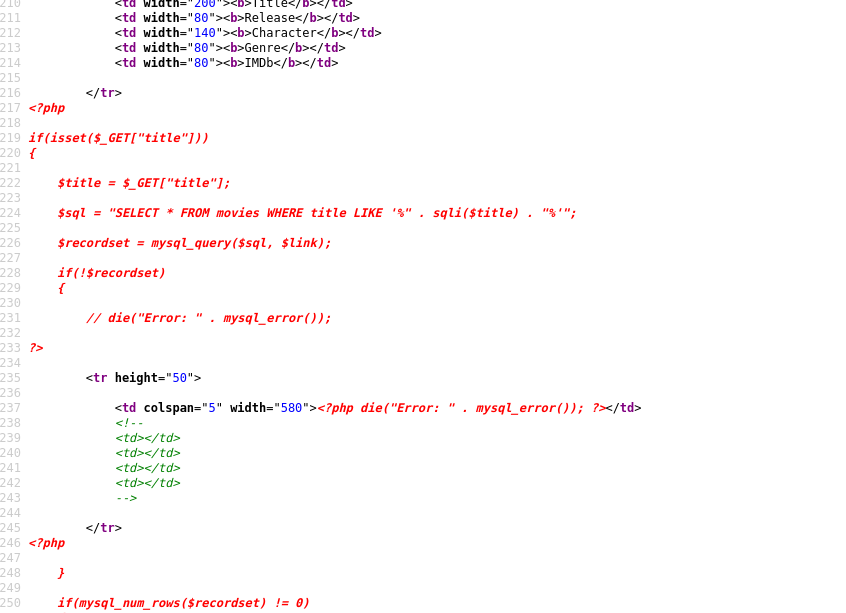 210            <td width="200"><b>Title</b></td>
211            <td width="80"><b>Release</b></td>
212            <td width="140"><b>Character</b></td>
213            <td width="80"><b>Genre</b></td>
214            <td width="80"><b>IMDb</b></td>
215
216        </tr>
217 <?php
218
219 if(isset($_GET["title"]))
220 {
221
222    $title = $_GET["title"];
223
224    $sql = "SELECT * FROM movies WHERE title LIKE '%" . sqli($title) . "%'";
225
226    $recordset = mysql_query($sql, $link);
227
228    if(!$recordset)
229    {
230
231        // die("Error: " . mysql_error());
232
233 ?>
234
235        <tr height="50">
236
237            <td colspan="5" width="580"><?php die("Error: " . mysql_error()); ?></td>
238            <!--
239            <td></td>
240            <td></td>
241            <td></td>
242            <td></td>
243            -->
244
245        </tr>
246 <?php
247
248    }
249
250    if(mysql_num_rows($recordset) != 0)